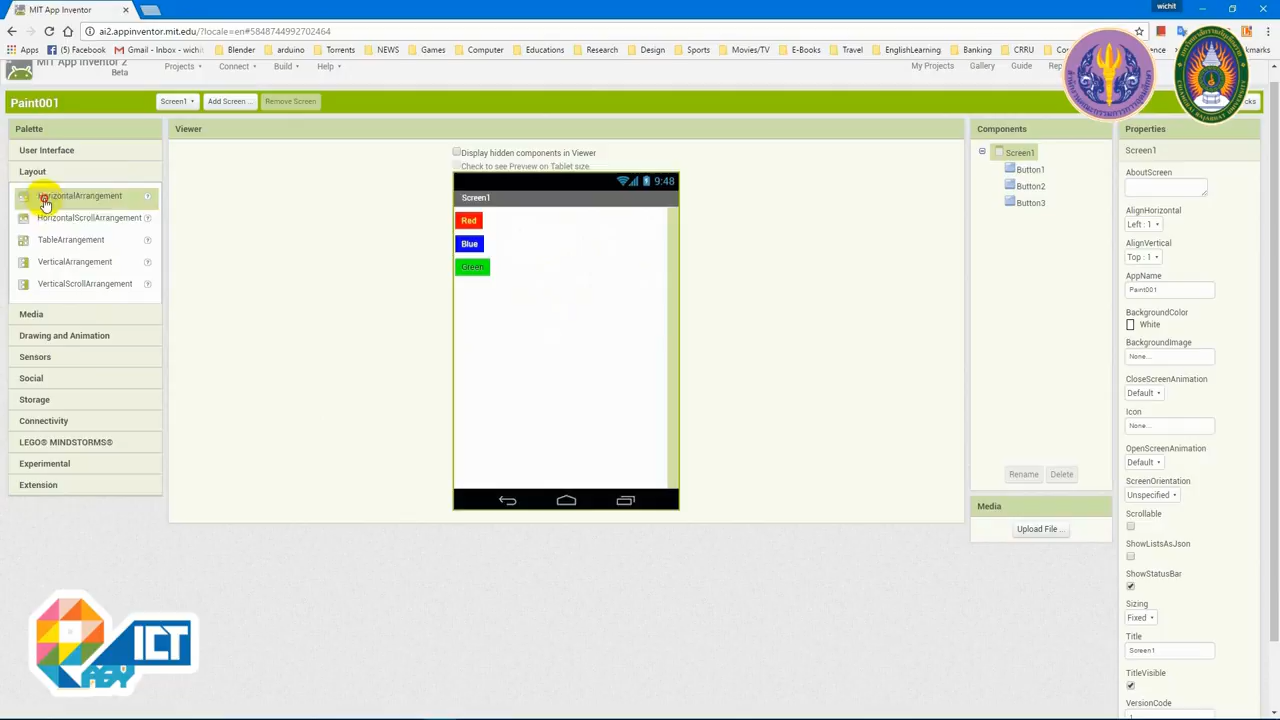 MIT App Inventor
wichit
ai2.appinventor.mit.edu/?locale=en#5848744992702464
Apps
(5) Facebook
Gmail - Inbox - wichit
Blender
arduino
Torrents
NEWS
Games
Computer
Educations
Research
Design
Sports
Movies/TV
E-Books
Travel
EnglishLearning
Banking
CRRU
MIT App Inventor 2
Beta
Projects
Connect
Build
Help
My Projects
Gallery
Guide
Paint001
Screen1
Add Screen ...
Remove Screen
Palette
Viewer
Components
Properties
User Interface
Layout
HorizontalArrangement
HorizontalScrollArrangement
TableArrangement
VerticalArrangement
VerticalScrollArrangement
Media
Drawing and Animation
Sensors
Social
Storage
Connectivity
LEGO® MINDSTORMS®
Experimental
Extension
Display hidden components in Viewer
Check to see Preview on Tablet size.
9:48
Screen1
Red
Blue
Green
Screen1
Button1
Button2
Button3
Rename
Delete
Media
Upload File ...
Screen1
AboutScreen
AlignHorizontal
Left : 1
AlignVertical
Top : 1
AppName
Paint001
BackgroundColor
White
BackgroundImage
None...
CloseScreenAnimation
Default
Icon
None...
OpenScreenAnimation
Default
ScreenOrientation
Unspecified
Scrollable
ShowListsAsJson
ShowStatusBar
Sizing
Fixed
Title
Screen1
TitleVisible
VersionCode
ICT